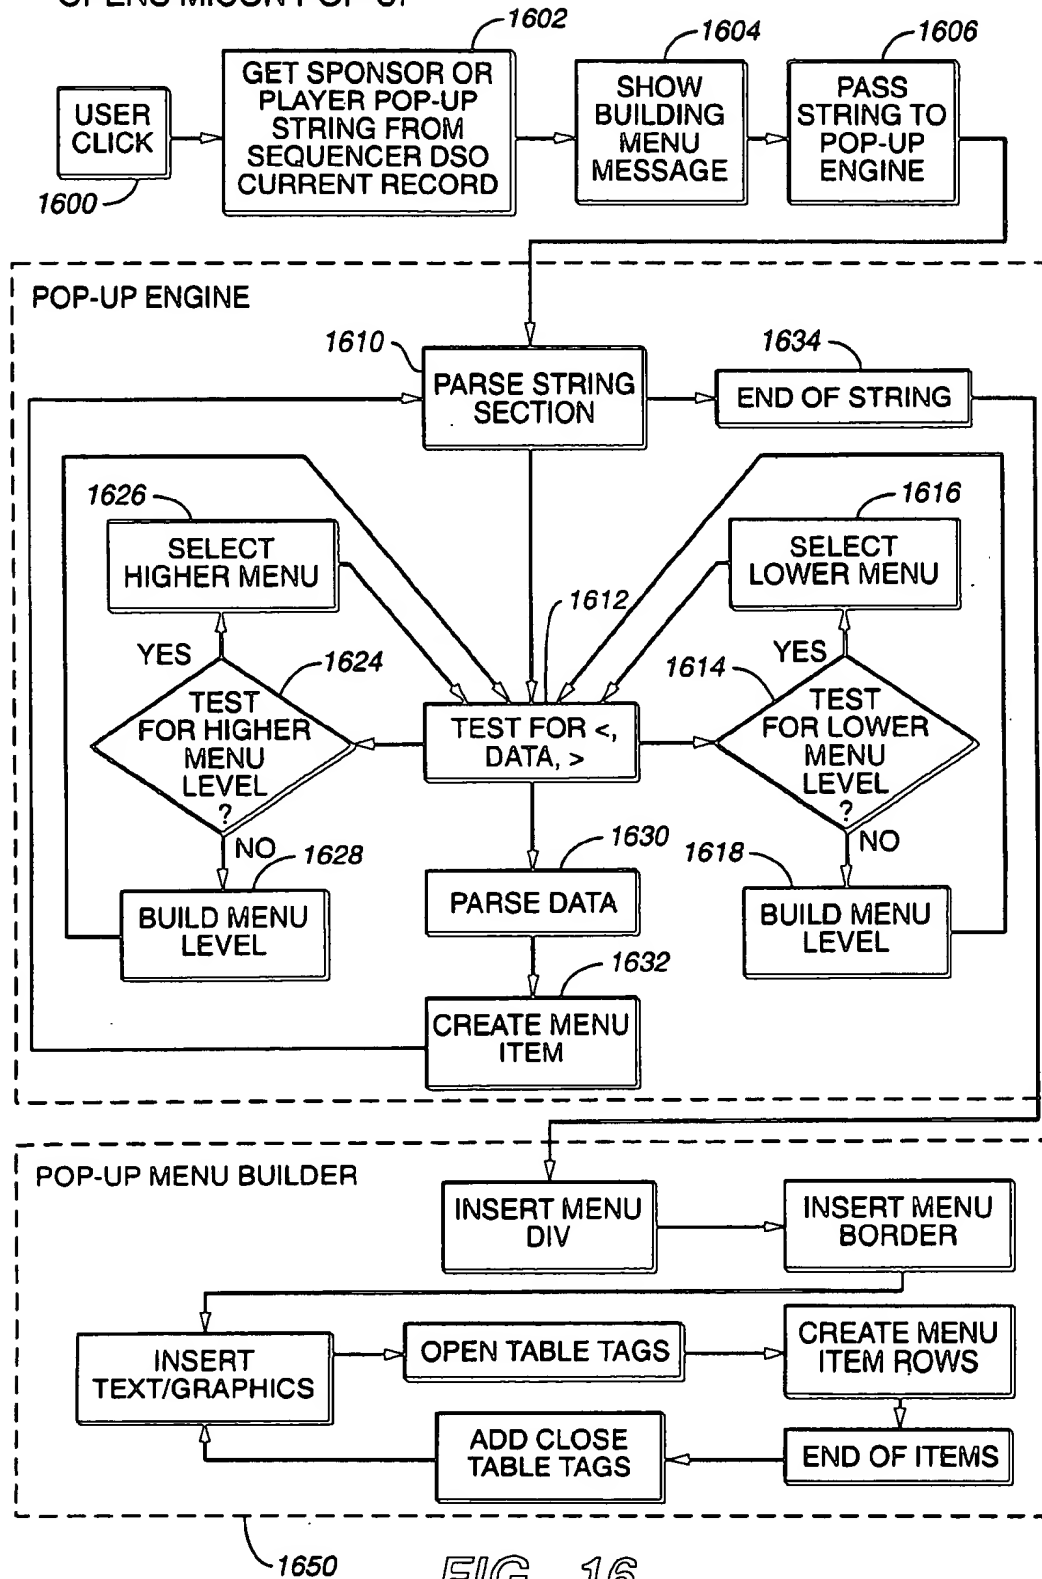 1602
1604
1606
USER
CLICK
1600
GET SPONSOR OR
PLAYER POP-UP
STRING FROM
SEQUENCER DSO
CURRENT RECORD
SHOW
BUILDING
MENU
MESSAGE
PASS
STRING TO
POP-UP
ENGINE
POP-UP ENGINE
1610
PARSE STRING
SECTION
1634
END OF STRING
1626
SELECT
HIGHER MENU
1616
SELECT
LOWER MENU
1612
YES
1624
TEST
FOR HIGHER
MENU
LEVEL
?
TEST FOR <,
DATA, >
1614
YES
TEST
FOR LOWER
MENU
LEVEL
?
NO
1628
BUILD MENU
LEVEL
1630
PARSE DATA
NO
1618
BUILD MENU
LEVEL
1632
CREATE MENU
ITEM
POP-UP MENU BUILDER
INSERT MENU
DIV
INSERT MENU
BORDER
INSERT
TEXT/GRAPHICS
OPEN TABLE TAGS
CREATE MENU
ITEM ROWS
ADD CLOSE
TABLE TAGS
END OF ITEMS
1650
FIG. 16